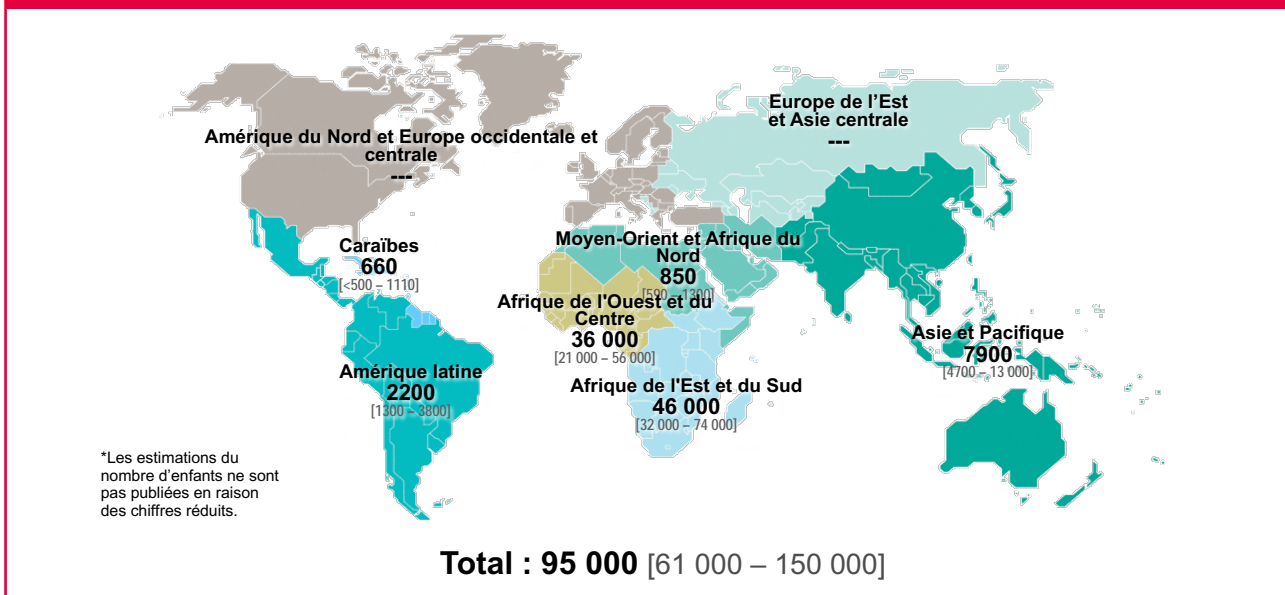 Amérique du Nord et Europe occidentale et
centrale
---
Europe de l'Est
et Asie centrale
---
Caraïbes
660
[<500 – 1110]
Moyen-Orient et Afrique du
Nord
850
[590 – 1300]
Afrique de l'Ouest et du
Centre
36 000
[21 000 – 56 000]
Asie et Pacifique
7900
[4700 – 13 000]
Amérique latine
2200
[1300 – 3800]
Afrique de l'Est et du Sud
46 000
[32 000 – 74 000]
*Les estimations du
nombre d'enfants ne sont
pas publiées en raison
des chiffres réduits.
Total : 95 000 [61 000 – 150 000]